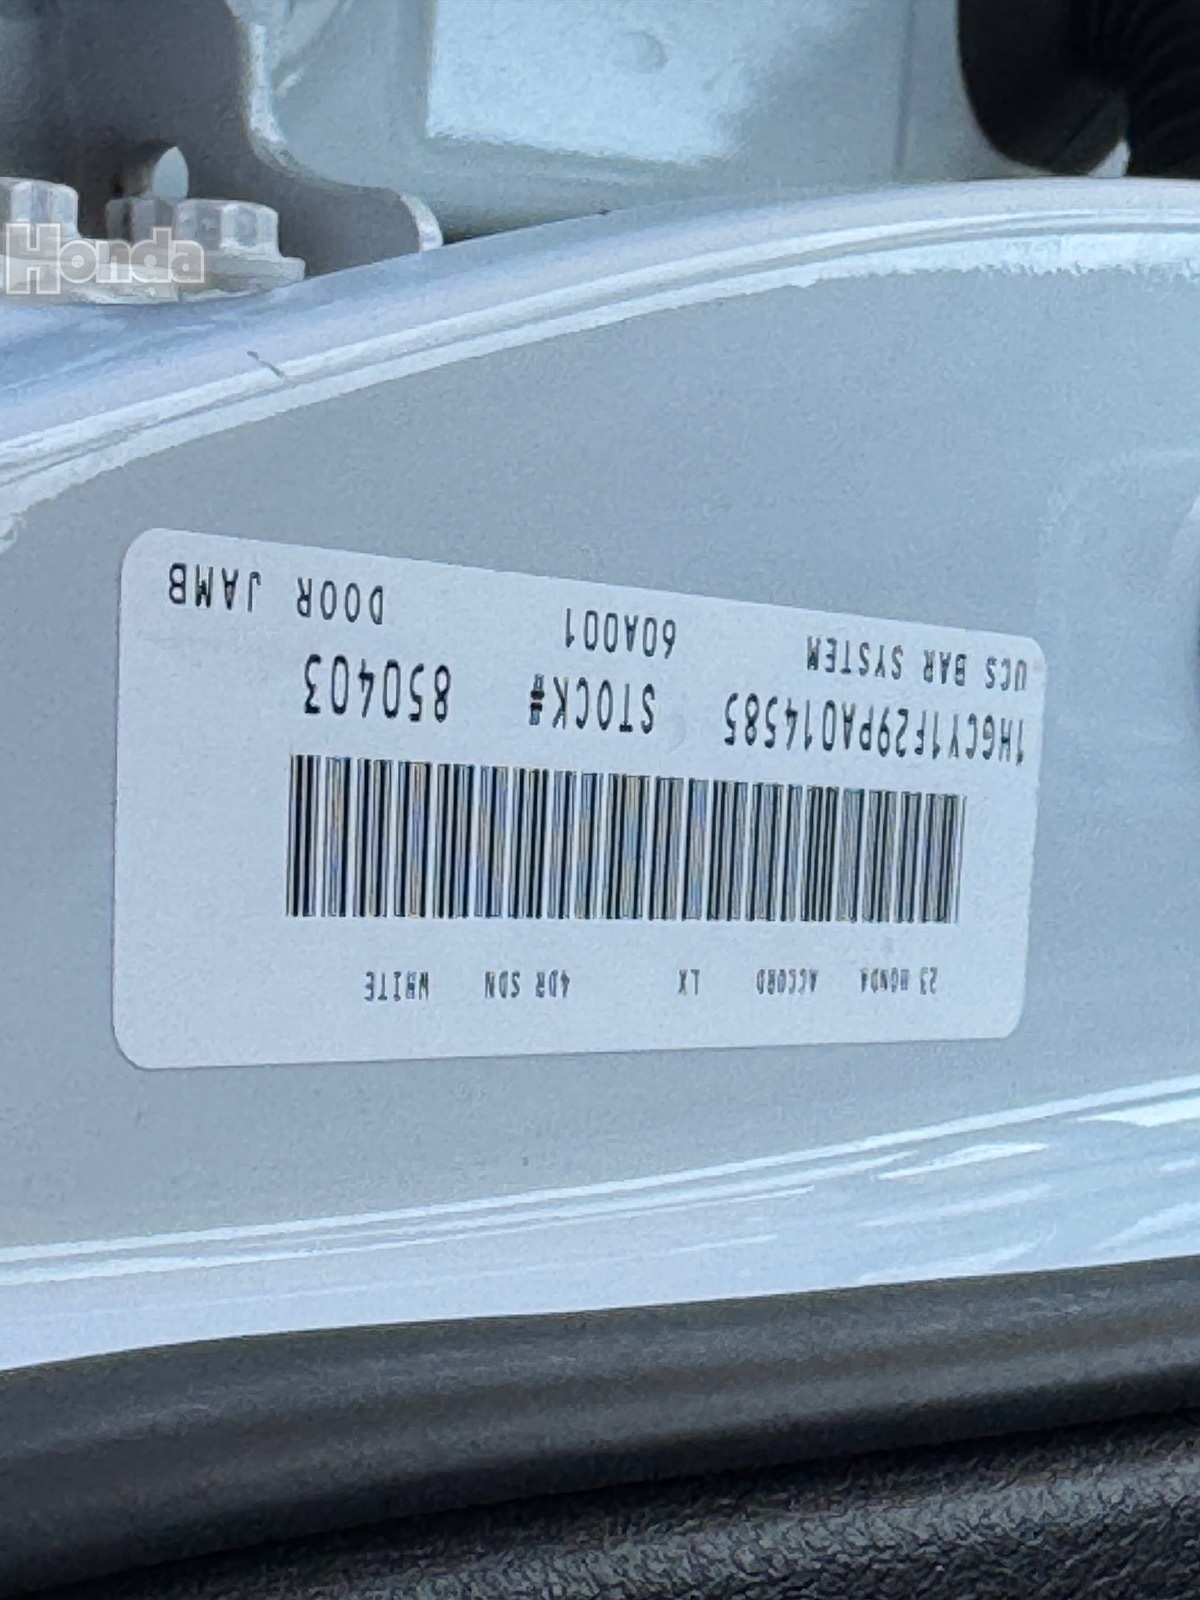 Honda
23 HONDA ACCORD LX 4DR SDN WHITE
1HGCY1F29PA014585 STOCK# 850403
UCS BAR SYSTEM 60A001 DOOR JAMB